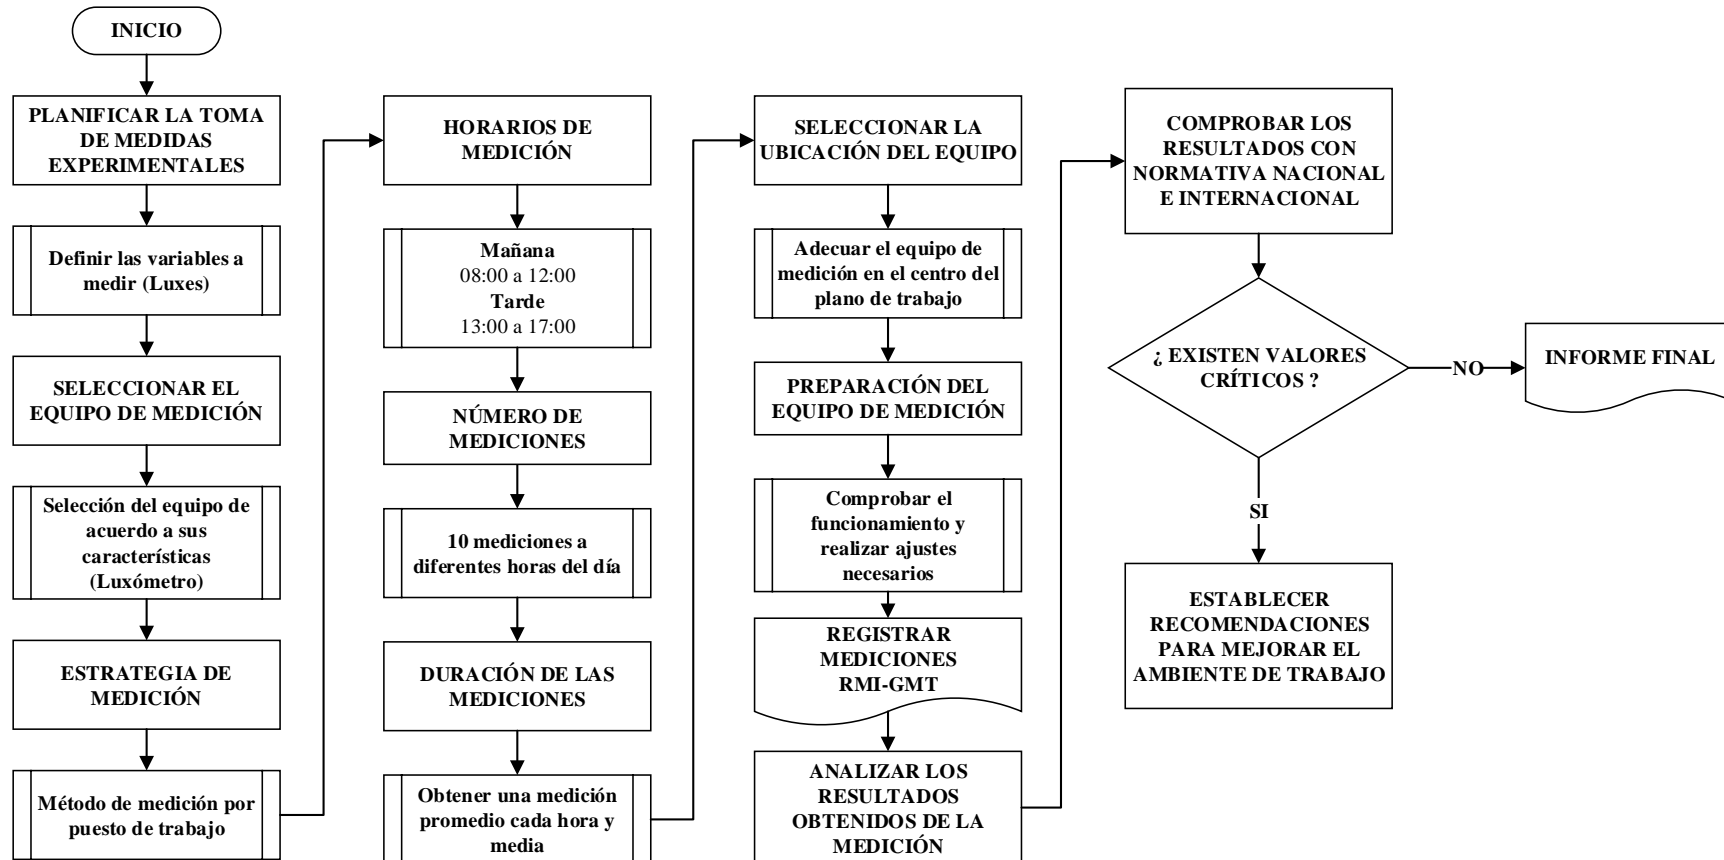 INICIO
PLANIFICAR LA TOMA
DE MEDIDAS
EXPERIMENTALES
Definir las variables a
medir (Luxes)
SELECCIONAR EL
EQUIPO DE MEDICIÓN
Selección del equipo de
acuerdo a sus
características
(Luxómetro)
ESTRATEGIA DE
MEDICIÓN
Método de medición por
puesto de trabajo
HORARIOS DE
MEDICIÓN
Mañana
08:00 a 12:00
Tarde
13:00 a 17:00
NÚMERO DE
MEDICIONES
10 mediciones a
diferentes horas del día
DURACIÓN DE LAS
MEDICIONES
Obtener una medición
promedio cada hora y
media
SELECCIONAR LA
UBICACIÓN DEL EQUIPO
Adecuar el equipo de
medición en el centro del
plano de trabajo
PREPARACIÓN DEL
EQUIPO DE MEDICIÓN
Comprobar el
funcionamiento y
realizar ajustes
necesarios
REGISTRAR
MEDICIONES
RMI-GMT
ANALIZAR LOS
RESULTADOS
OBTENIDOS DE LA
MEDICIÓN
COMPROBAR LOS
RESULTADOS CON
NORMATIVA NACIONAL
E INTERNACIONAL
¿ EXISTEN VALORES
CRÍTICOS ?
NO
INFORME FINAL
SI
ESTABLECER
RECOMENDACIONES
PARA MEJORAR EL
AMBIENTE DE TRABAJO